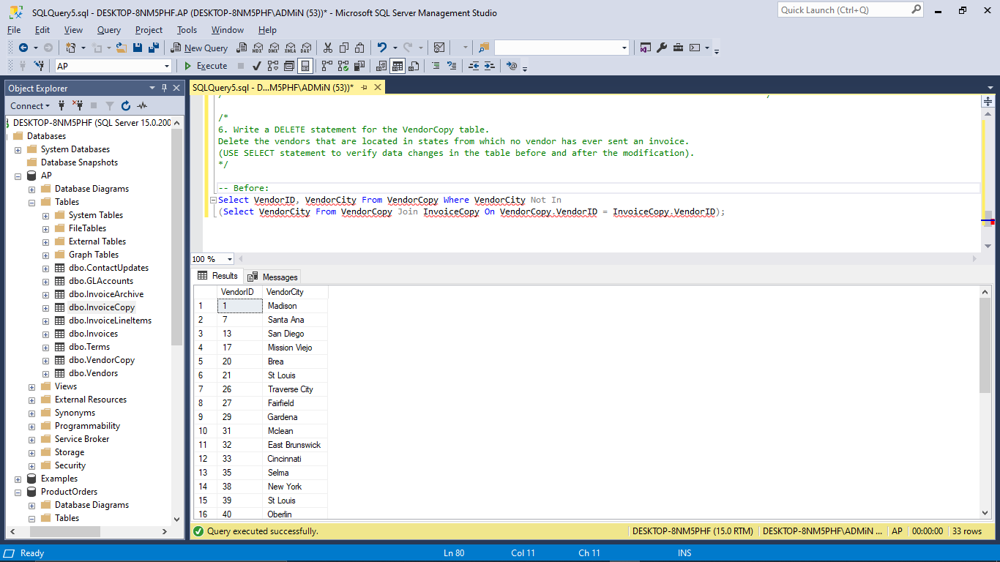 SQLQuery5.sql - DESKTOP-8NM5PHF.AP (DESKTOP-8NM5PHF\ADMiN (53))* - Microsoft SQL Server Management Studio
Quick Launch (Ctrl+Q)
File Edit View Query Project Tools Window Help
New Query MDX DMX XMLA DAX
AP Execute
Object Explorer
SQLQuery5.sql - D...M5PHF\ADMiN (53))*
Connect
DESKTOP-8NM5PHF (SQL Server 15.0.200
Databases
System Databases
Database Snapshots
AP
Database Diagrams
Tables
System Tables
FileTables
External Tables
Graph Tables
dbo.ContactUpdates
dbo.GLAccounts
dbo.InvoiceArchive
dbo.InvoiceCopy
dbo.InvoiceLineItems
dbo.Invoices
dbo.Terms
dbo.VendorCopy
dbo.Vendors
Views
External Resources
Synonyms
Programmability
Service Broker
Storage
Security
Examples
ProductOrders
Database Diagrams
Tables
/*
6. Write a DELETE statement for the VendorCopy table.
Delete the vendors that are located in states from which no vendor has ever sent an invoice.
(USE SELECT statement to verify data changes in the table before and after the modification).
*/
-- Before:
Select VendorID, VendorCity From VendorCopy Where VendorCity Not In
(Select VendorCity From VendorCopy Join InvoiceCopy On VendorCopy.VendorID = InvoiceCopy.VendorID);
100 %
Results Messages
VendorID VendorCity
1 1 Madison
2 7 Santa Ana
3 13 San Diego
4 17 Mission Viejo
5 20 Brea
6 21 St Louis
7 26 Traverse City
8 27 Fairfield
9 29 Gardena
10 31 Mclean
11 32 East Brunswick
12 33 Cincinnati
13 35 Selma
14 38 New York
15 39 St Louis
16 40 Oberlin
Query executed successfully. DESKTOP-8NM5PHF (15.0 RTM) DESKTOP-8NM5PHF\ADMiN ... AP 00:00:00 33 rows
Ready Ln 80 Col 11 Ch 11 INS